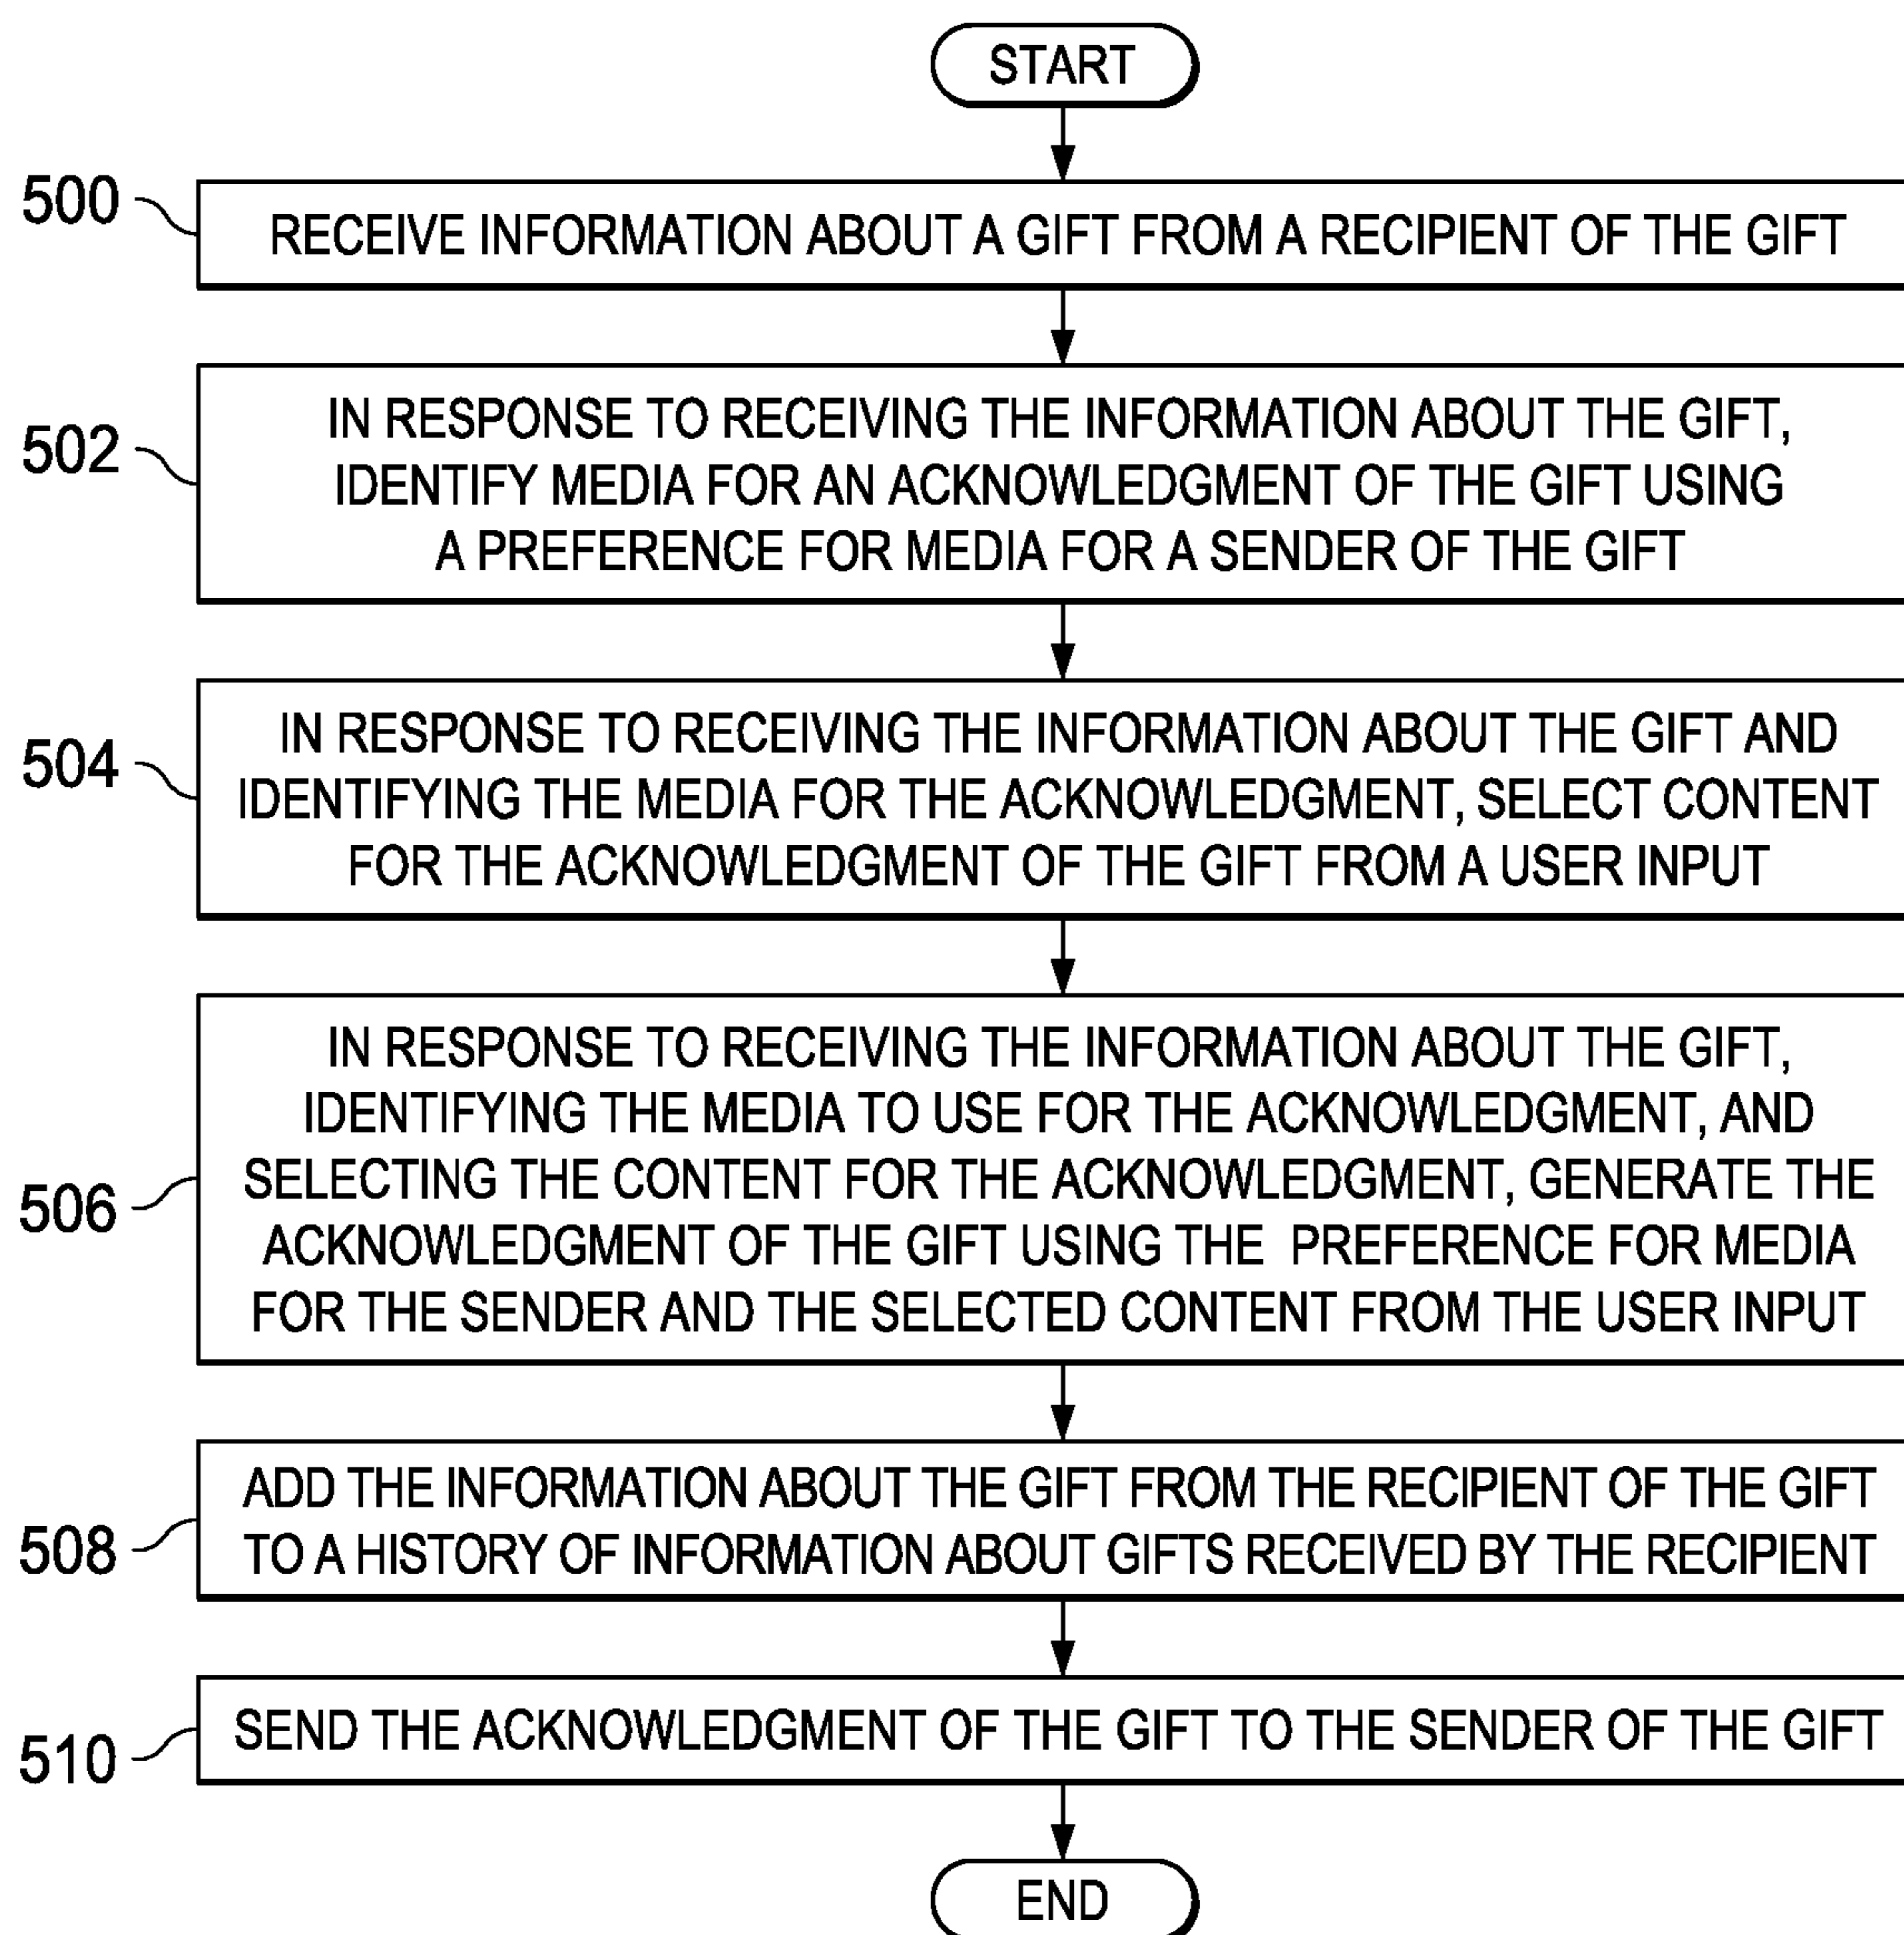 START
500
RECEIVE INFORMATION ABOUT A GIFT FROM A RECIPIENT OF THE GIFT
502
IN RESPONSE TO RECEIVING THE INFORMATION ABOUT THE GIFT,
IDENTIFY MEDIA FOR AN ACKNOWLEDGMENT OF THE GIFT USING
A PREFERENCE FOR MEDIA FOR A SENDER OF THE GIFT
504
IN RESPONSE TO RECEIVING THE INFORMATION ABOUT THE GIFT AND
IDENTIFYING THE MEDIA FOR THE ACKNOWLEDGMENT, SELECT CONTENT
FOR THE ACKNOWLEDGMENT OF THE GIFT FROM A USER INPUT
506
IN RESPONSE TO RECEIVING THE INFORMATION ABOUT THE GIFT,
IDENTIFYING THE MEDIA TO USE FOR THE ACKNOWLEDGMENT, AND
SELECTING THE CONTENT FOR THE ACKNOWLEDGMENT, GENERATE THE
ACKNOWLEDGMENT OF THE GIFT USING THE PREFERENCE FOR MEDIA
FOR THE SENDER AND THE SELECTED CONTENT FROM THE USER INPUT
508
ADD THE INFORMATION ABOUT THE GIFT FROM THE RECIPIENT OF THE GIFT
TO A HISTORY OF INFORMATION ABOUT GIFTS RECEIVED BY THE RECIPIENT
510
SEND THE ACKNOWLEDGMENT OF THE GIFT TO THE SENDER OF THE GIFT
END